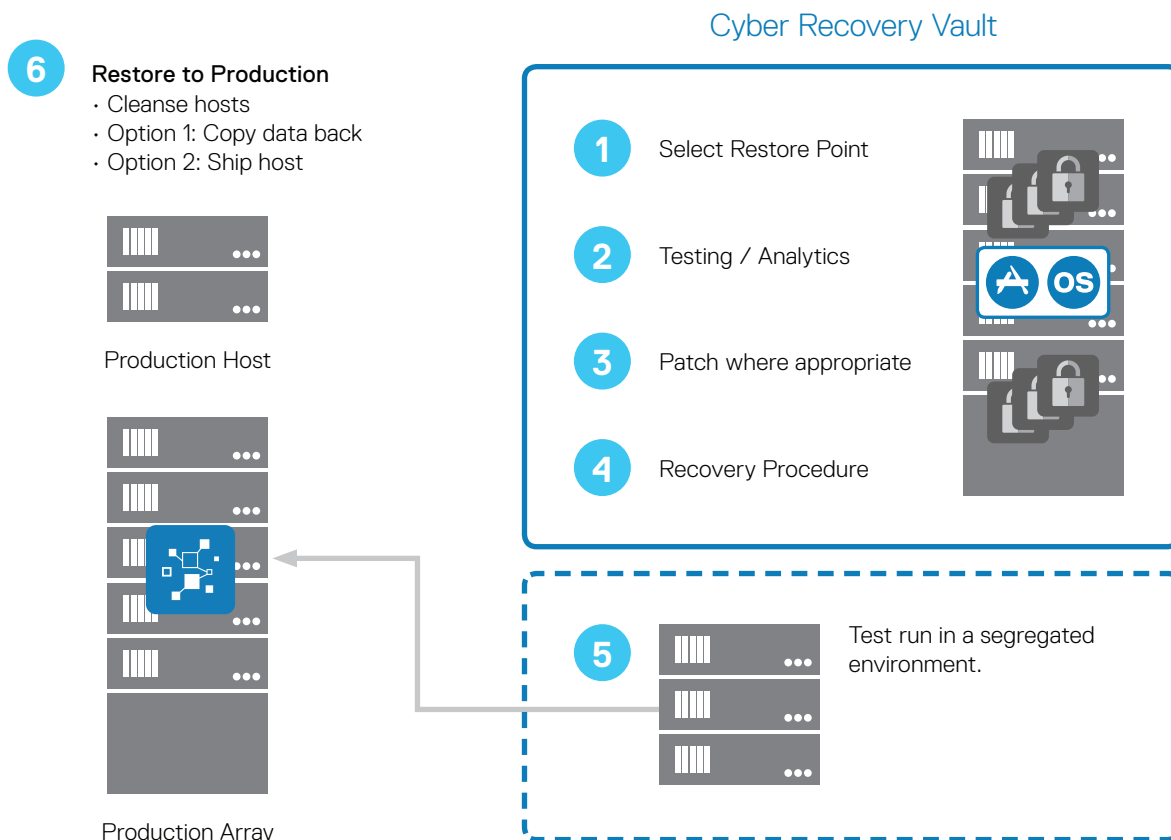 Cyber Recovery Vault
6
Restore to Production
· Cleanse hosts
· Option 1: Copy data back
· Option 2: Ship host
Production Host
Production Array
1
Select Restore Point
2
Testing / Analytics
3
Patch where appropriate
4
Recovery Procedure
OS
5
Test run in a segregated
environment.